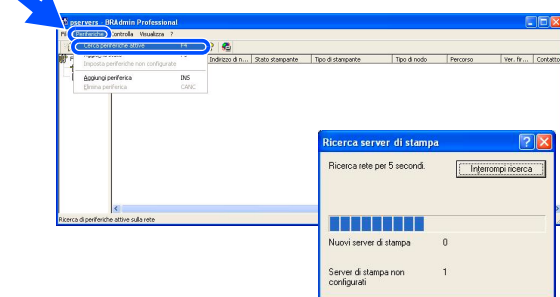 pservers - BRAdmin Professional
Periferiche Controlla Visualizza ?
Cerca periferiche attive F4
Imposta periferiche non configurate
Aggiungi periferica INS
Elimina periferica CANC
Indirizzo di n... Stato stampante Tipo di stampante Tipo di nodo Percorso Ver. fir... Contatto
Ricerca di periferiche attive sulla rete
Ricerca server di stampa
Ricerca rete per 5 secondi.
Interrompi ricerca
Nuovi server di stampa 0
Server di stampa non 1
configurati